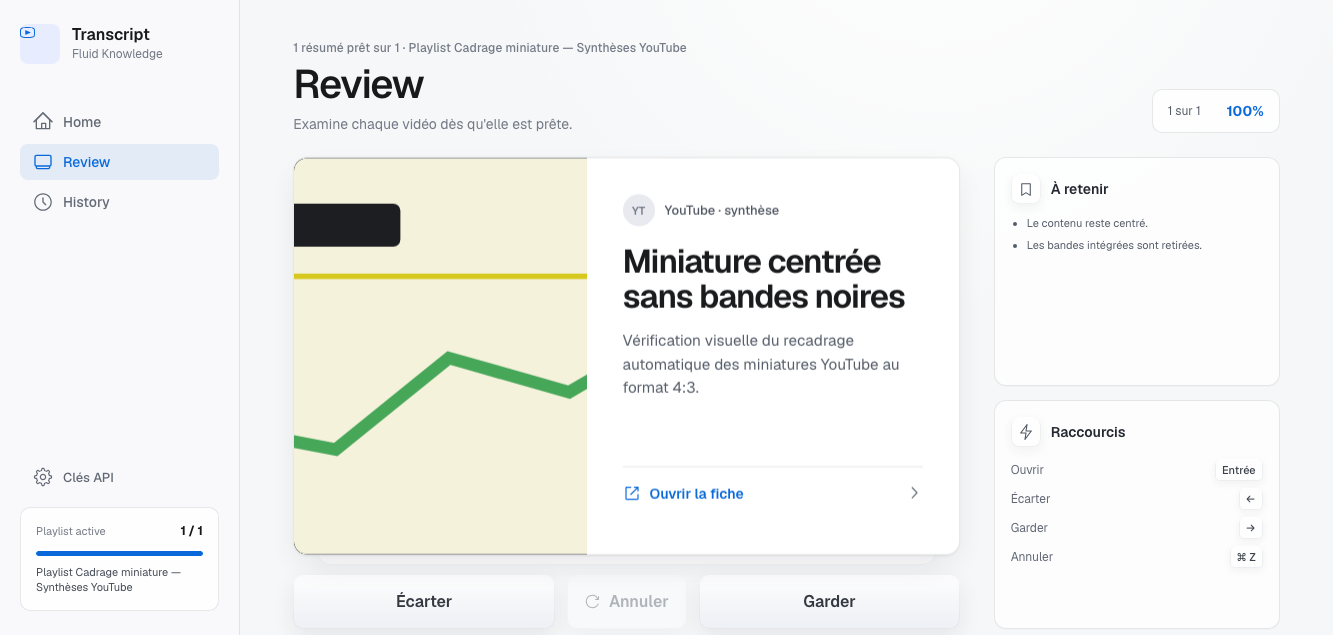 Transcript
Fluid Knowledge
Home
Review
History
Clés API
Playlist active
1 / 1
Playlist Cadrage miniature —
Synthèses YouTube
1 résumé prêt sur 1 · Playlist Cadrage miniature — Synthèses YouTube
Review
Examine chaque vidéo dès qu'elle est prête.
1 sur 1 100%
YT YouTube · synthèse
Miniature centrée
sans bandes noires
Vérification visuelle du recadrage
automatique des miniatures YouTube au
format 4:3.
Ouvrir la fiche
Écarter
Annuler
Garder
À retenir
Le contenu reste centré.
Les bandes intégrées sont retirées.
Raccourcis
Ouvrir Entrée
Écarter ←
Garder →
Annuler ⌘ Z